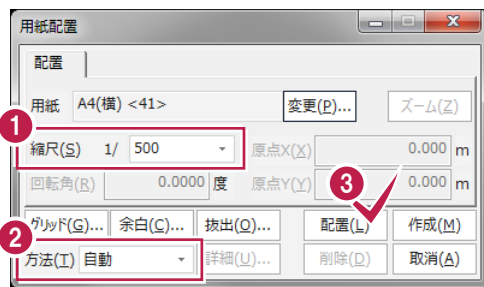 用紙配置
配置
用紙 A4(横) <41> 変更(P)... ズーム(Z)
1
縮尺(S) 1/ 500 原点X(X) 0.000 m
回転角(R) 0.0000 度 原点Y(Y) 0.000 m
3
グリッド(G)... 余白(C)... 抜出(O)... 配置(L) 作成(M)
2
方法(T) 自動 詳細(U)... 削除(D) 取消(A)